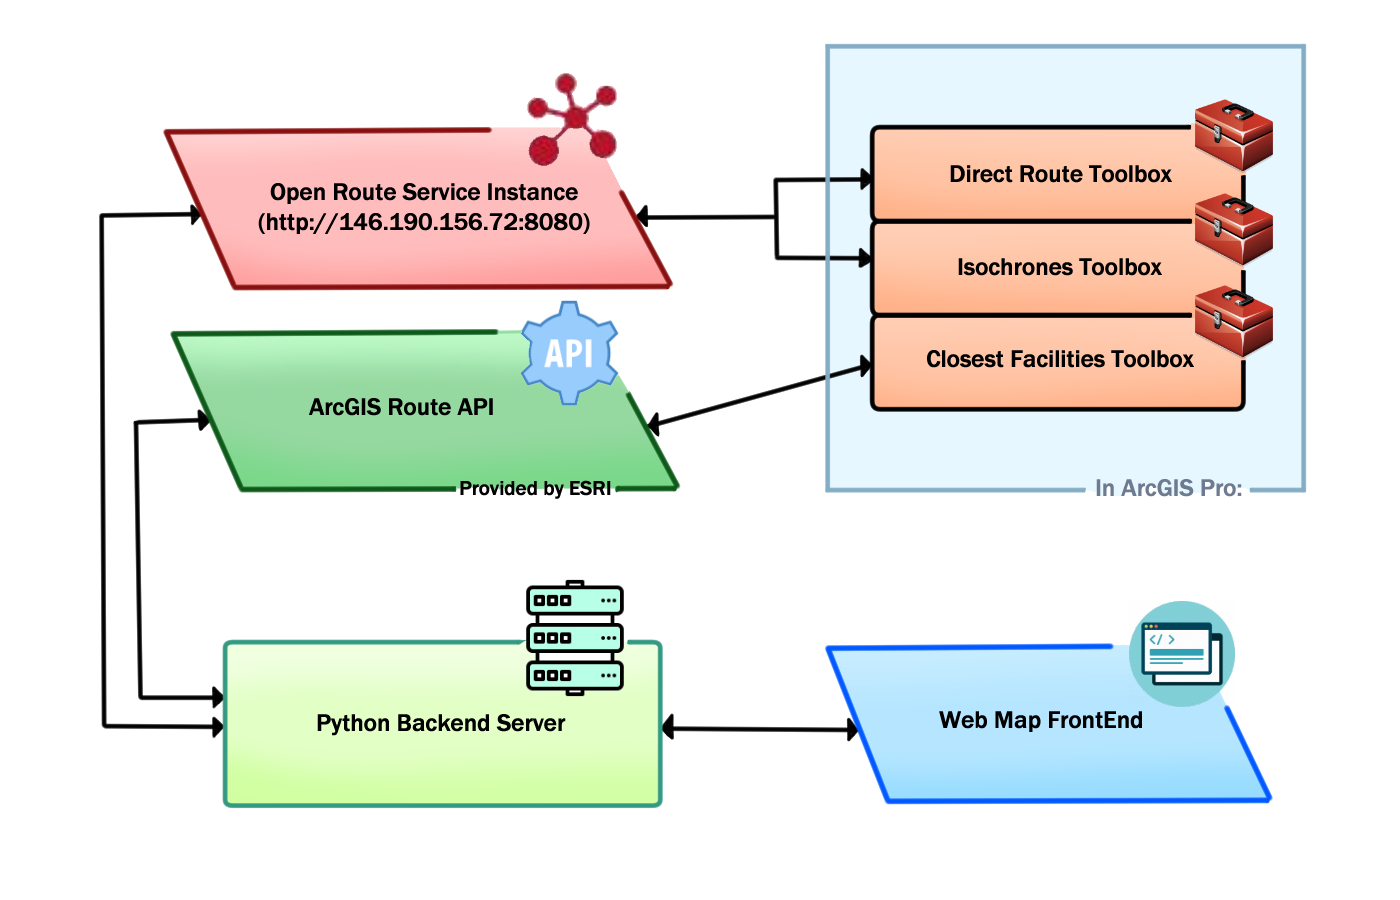 Open Route Service Instance
(http://146.190.156.72:8080)
Direct Route Toolbox
Isochrones Toolbox
Closest Facilities Toolbox
In ArcGIS Pro:
API
ArcGIS Route API
Provided by ESRI
Python Backend Server
</>
Web Map FrontEnd